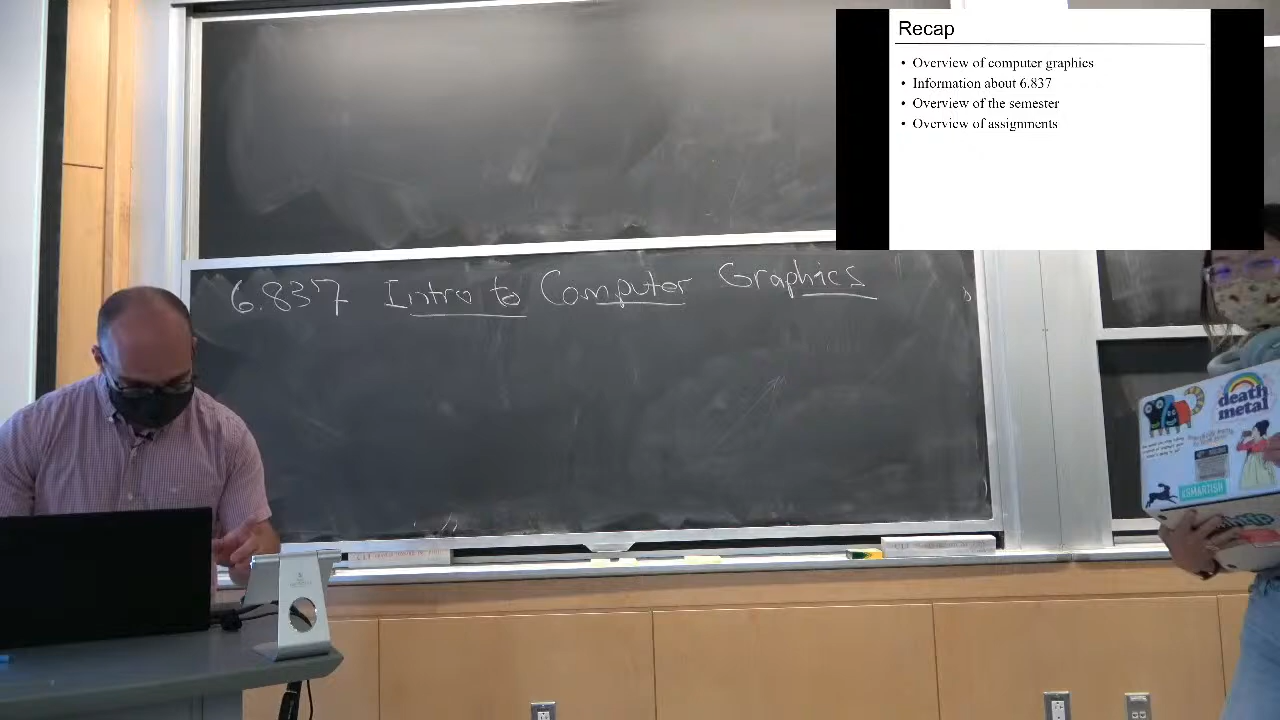 Recap
• Overview of computer graphics
• Information about 6.837
• Overview of the semester
• Overview of assignments
6.837 Intro to Computer Graphics
death
metal
#SMARTISH